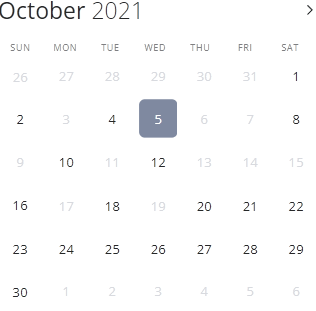 October 2021
SUN MON TUE WED THU FRI SAT
26 27 28 29 30 31 1
2 3 4 5 6 7 8
9 10 11 12 13 14 15
16 17 18 19 20 21 22
23 24 25 26 27 28 29
30 1 2 3 4 5 6